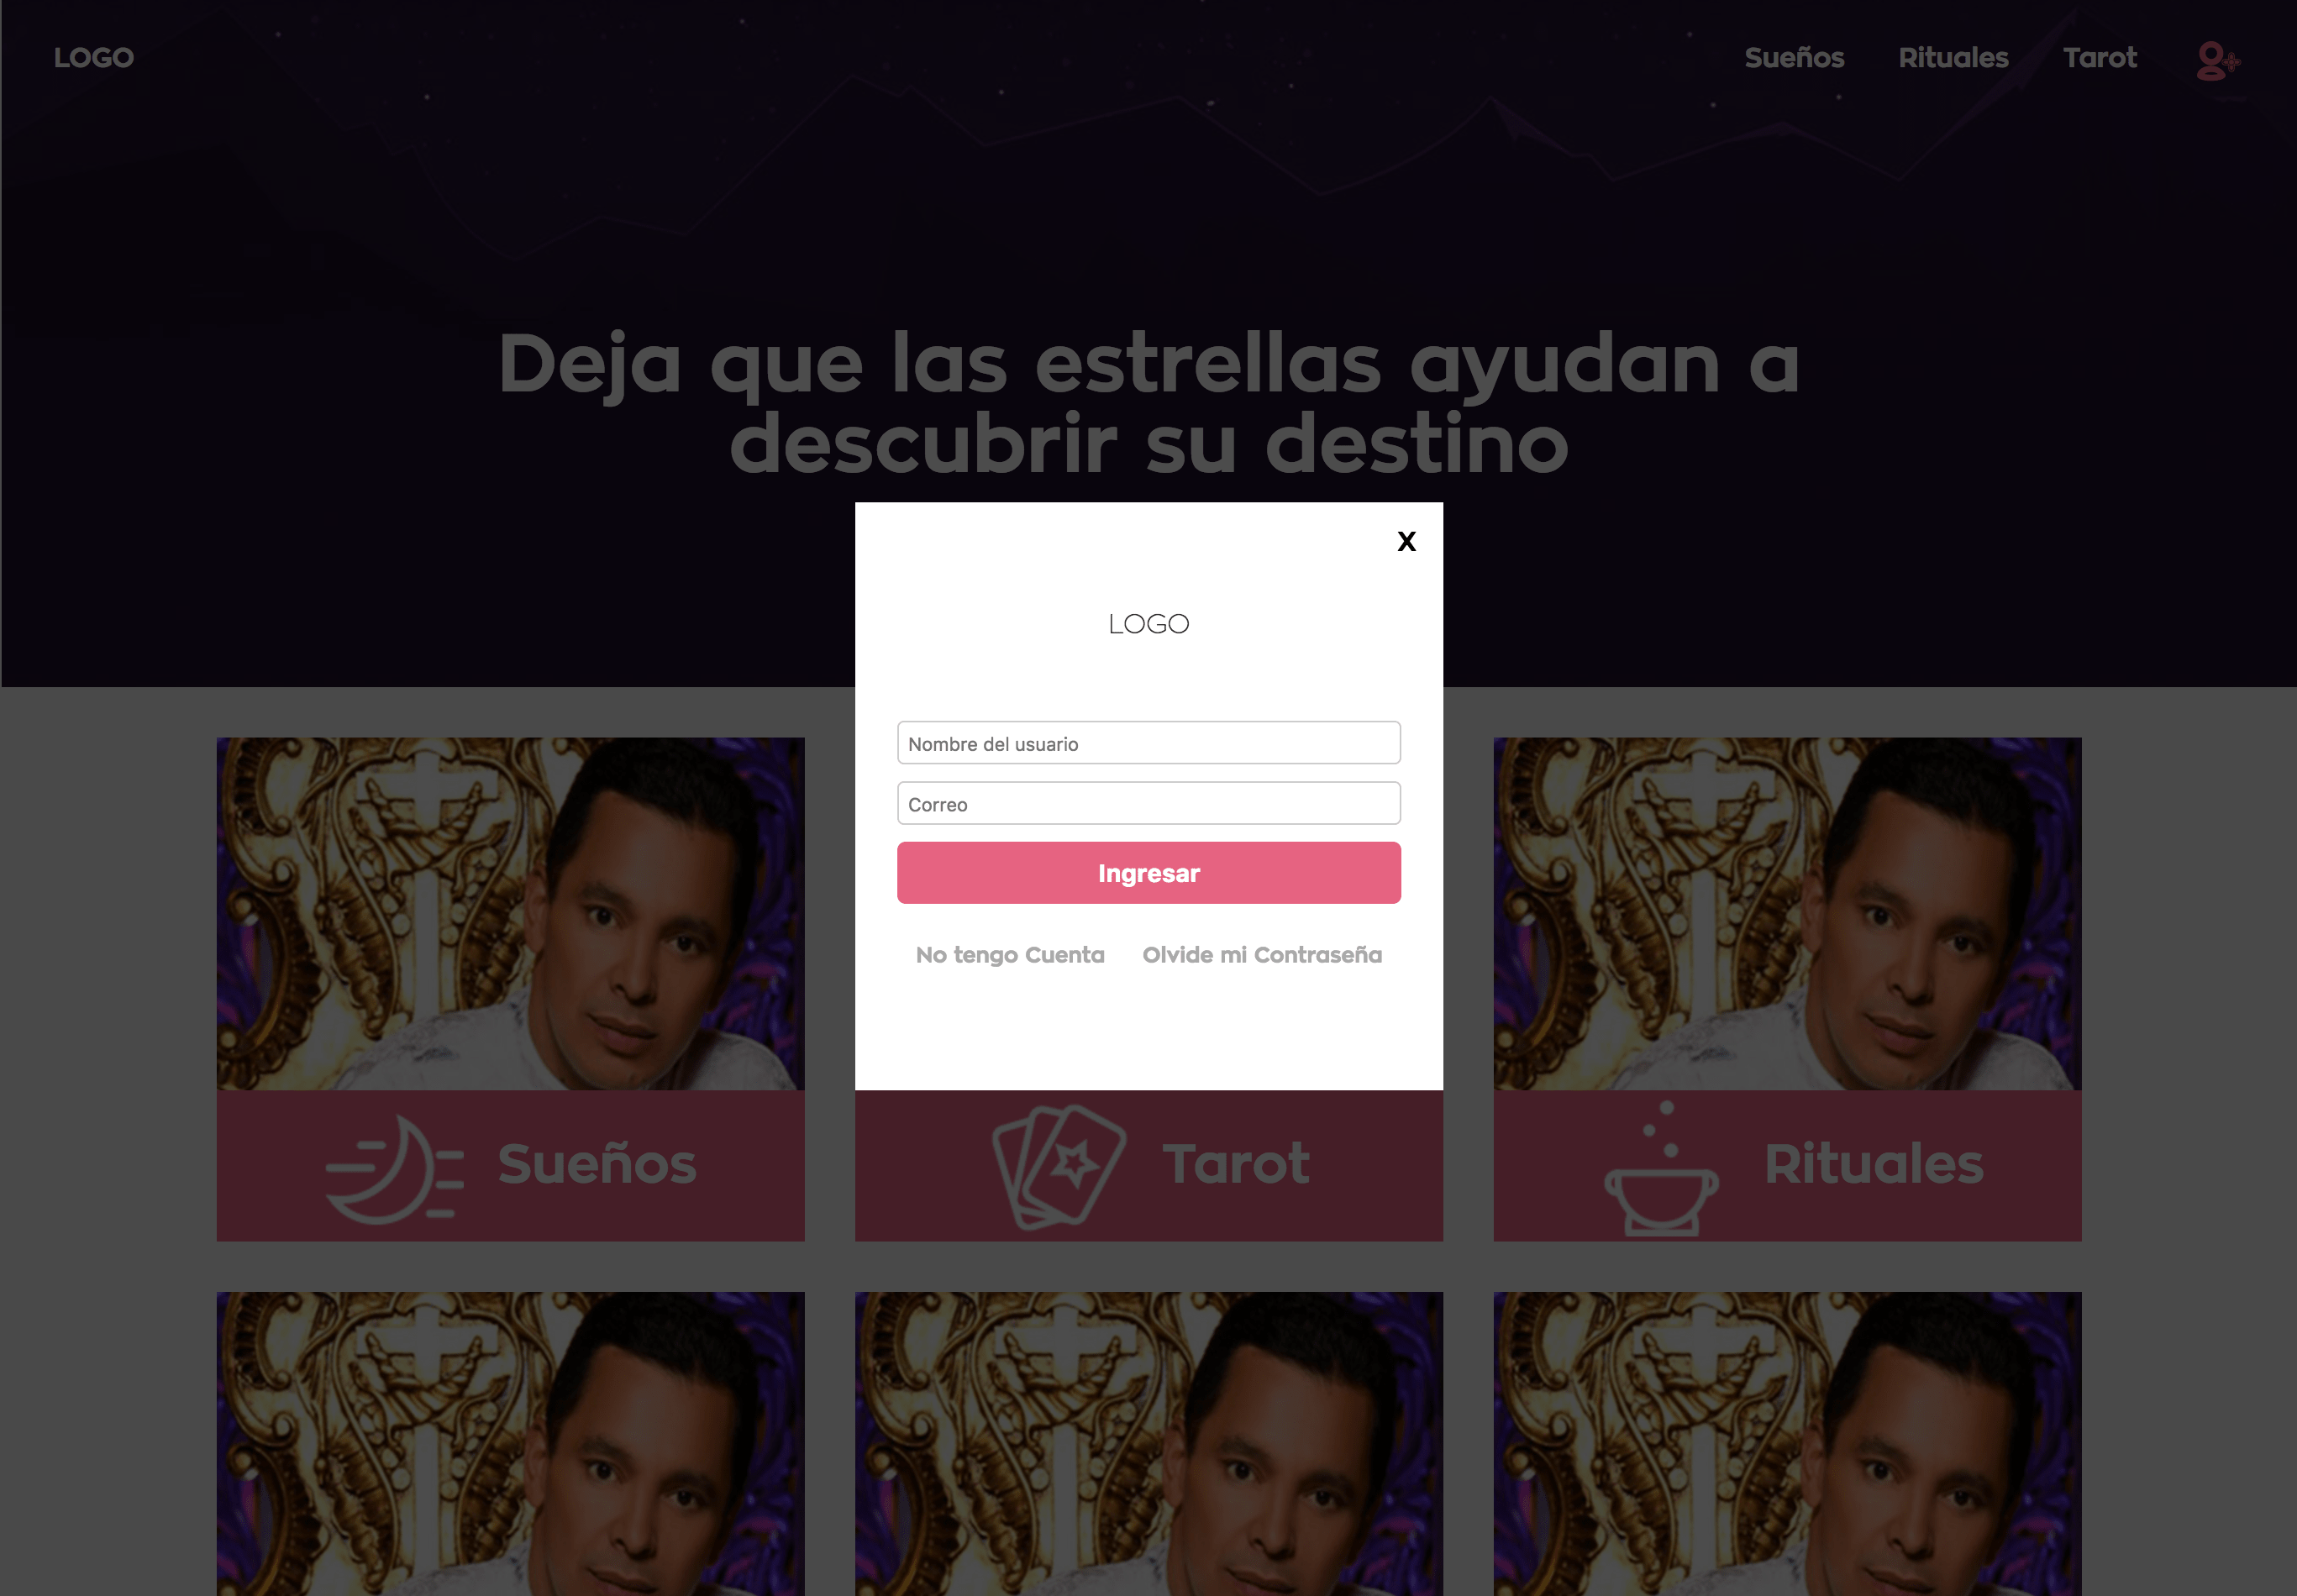 LOGO
Sueños
Rituales
Tarot
Deja que las estrellas ayudan a
descubrir su destino
X
LOGO
Nombre del usuario
Correo
Ingresar
No tengo Cuenta
Olvide mi Contraseña
Sueños
Tarot
Rituales